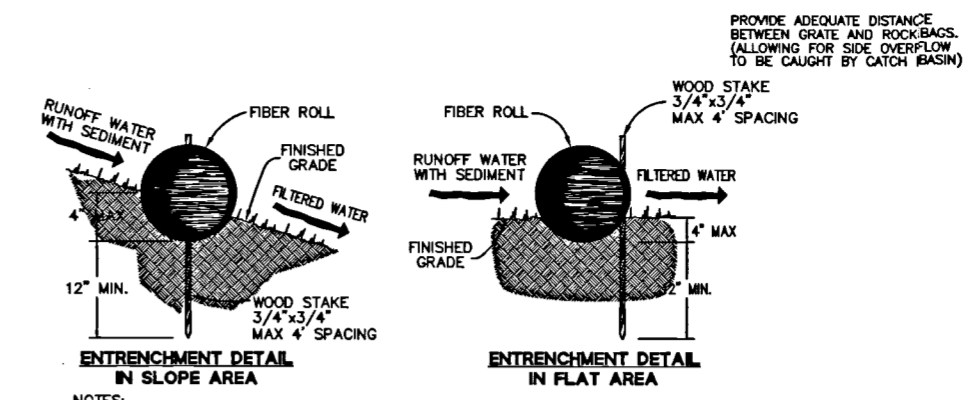 PROVIDE ADEQUATE DISTANCE
BETWEEN GRATE AND ROCK BAGS.
(ALLOWING FOR SIDE OVERFLOW
TO BE CAUGHT BY CATCH BASIN)
RUNOFF WATER
WITH SEDIMENT
FIBER ROLL
FINISHED
GRADE
FILTERED WATER
4" MAX
12" MIN.
WOOD STAKE
3/4"x3/4"
MAX 4' SPACING
ENTRENCHMENT DETAIL
IN SLOPE AREA
FIBER ROLL
WOOD STAKE
3/4"x3/4"
MAX 4' SPACING
RUNOFF WATER
WITH SEDIMENT
FILTERED WATER
FINISHED
GRADE
4" MAX
MIN.
ENTRENCHMENT DETAIL
IN FLAT AREA
NOTES: